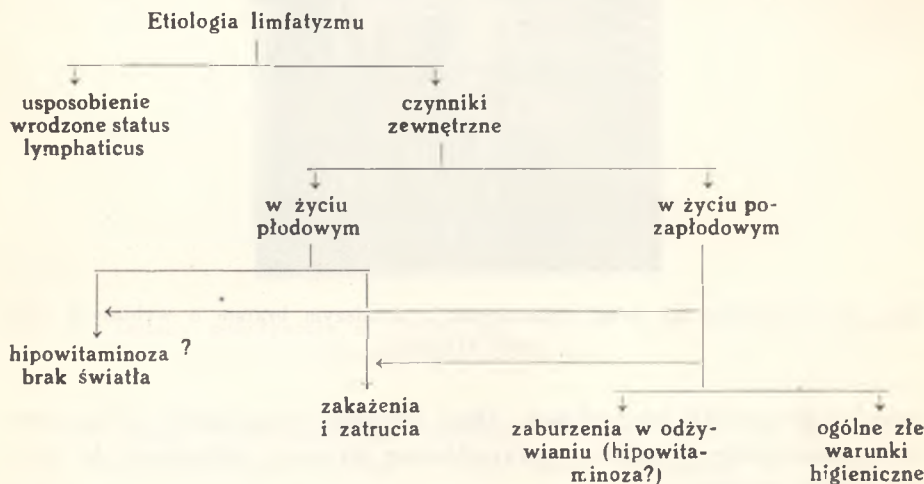 Etiologia limfatyzmu
usposobienie
wrodzone status
lymphaticus
czynniki
zewnętrzne
w życiu
płodowym
w życiu po-
zapłodowym
hipowitaminoza ?
brak światła
zakażenia
i zatrucia
zaburzenia w odży-
wianiu (hipowita-
minoza?)
ogólne złe
warunki
higieniczne